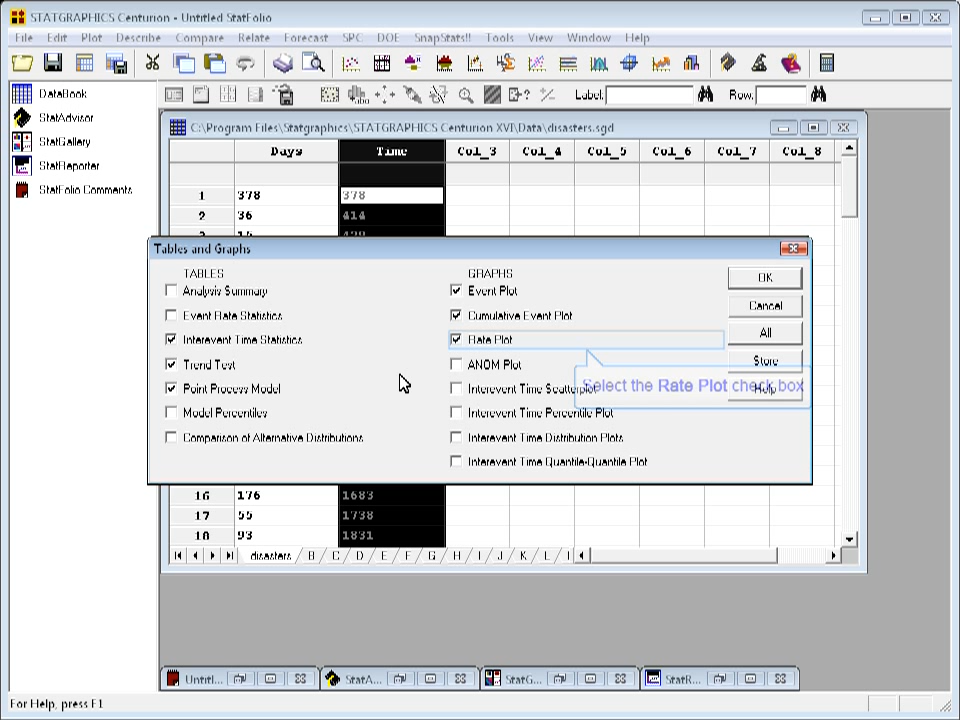 STATGRAPHICS Centurion - Untitled StatFolio
File Edit Plot Describe Compare Relate Forecast SPC DOE SnapStats!! Tools View Window Help
Label: Row:
DataBook
StatAdvisor
StatGallery
StatReporter
StatFolio Comments
C:\Program Files\Statgraphics\STATGRAPHICS Centurion XVI\Data\disasters.sgd
Days Time Col_3 Col_4 Col_5 Col_6 Col_7 Col_8
1 378 378
2 36 414
Tables and Graphs
TABLES
Analysis Summary
Event Rate Statistics
Interevent Time Statistics
Trend Test
Point Process Model
Model Percentiles
Comparison of Alternative Distributions
GRAPHS
Event Plot
Cumulative Event Plot
Rate Plot
ANOM Plot
Interevent Time Scatterplot
Interevent Time Percentile Plot
Interevent Time Distribution Plots
Interevent Time Quantile-Quantile Plot
OK
Cancel
All
Store
Help
Select the Rate Plot check box
16 176 1683
17 55 1738
18 93 1831
disasters B C D E F G H I J K L
Untitl... StatA... StatG... StatR...
For Help, press F1